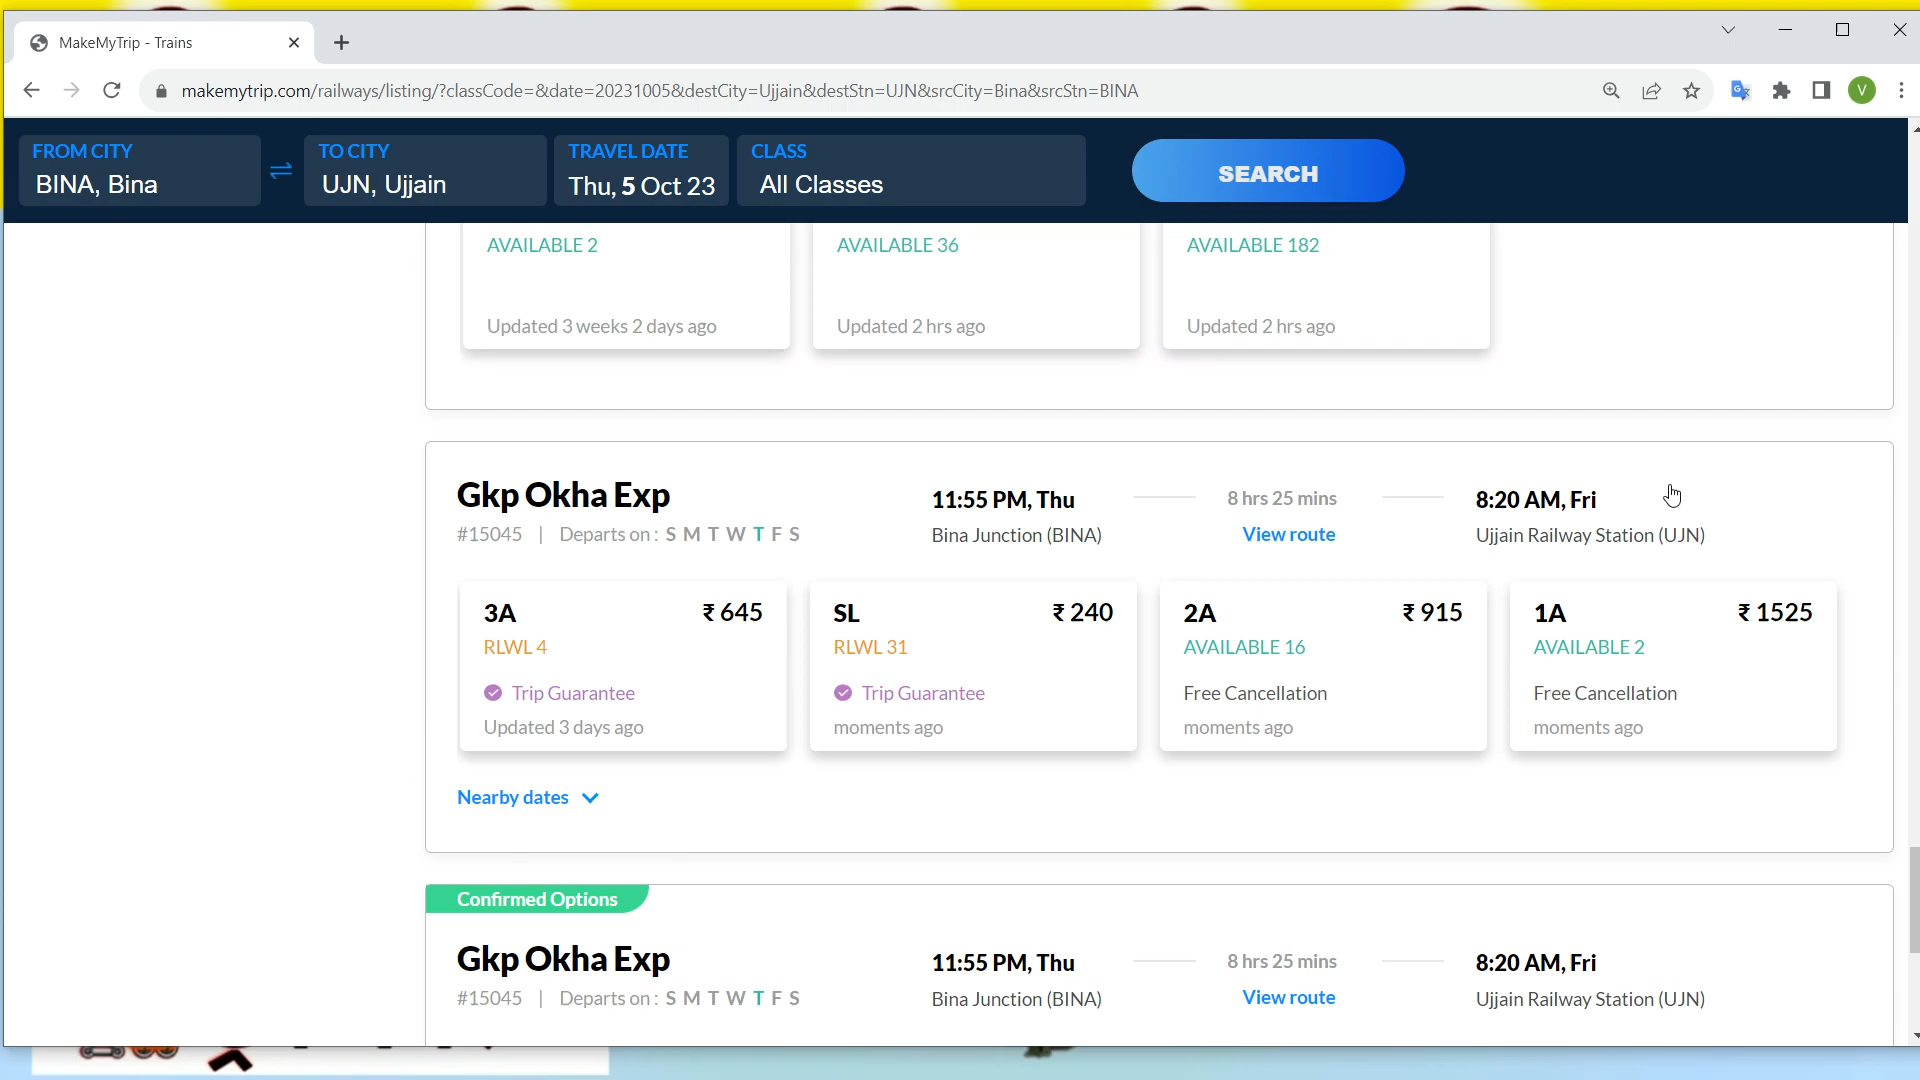 MakeMyTrip - Trains
makemytrip.com/railways/listing/?classCode=&date=20231005&destCity=Ujjain&destStn=UJN&srcCity=Bina&srcStn=BINA
V
FROM CITY
BINA, Bina
TO CITY
UJN, Ujjain
TRAVEL DATE
Thu, 5 Oct 23
CLASS
All Classes
SEARCH
AVAILABLE 2
AVAILABLE 36
AVAILABLE 182
Updated 3 weeks 2 days ago
Updated 2 hrs ago
Updated 2 hrs ago
Gkp Okha Exp
11:55 PM, Thu
8 hrs 25 mins
8:20 AM, Fri
#15045 | Departs on : S M T W T F S
Bina Junction (BINA)
View route
Ujjain Railway Station (UJN)
3A ₹ 645
RLWL 4
Trip Guarantee
Updated 3 days ago
SL ₹ 240
RLWL 31
Trip Guarantee
moments ago
2A ₹ 915
AVAILABLE 16
Free Cancellation
moments ago
1A ₹ 1525
AVAILABLE 2
Free Cancellation
moments ago
Nearby dates
Confirmed Options
Gkp Okha Exp
11:55 PM, Thu
8 hrs 25 mins
8:20 AM, Fri
#15045 | Departs on : S M T W T F S
Bina Junction (BINA)
View route
Ujjain Railway Station (UJN)